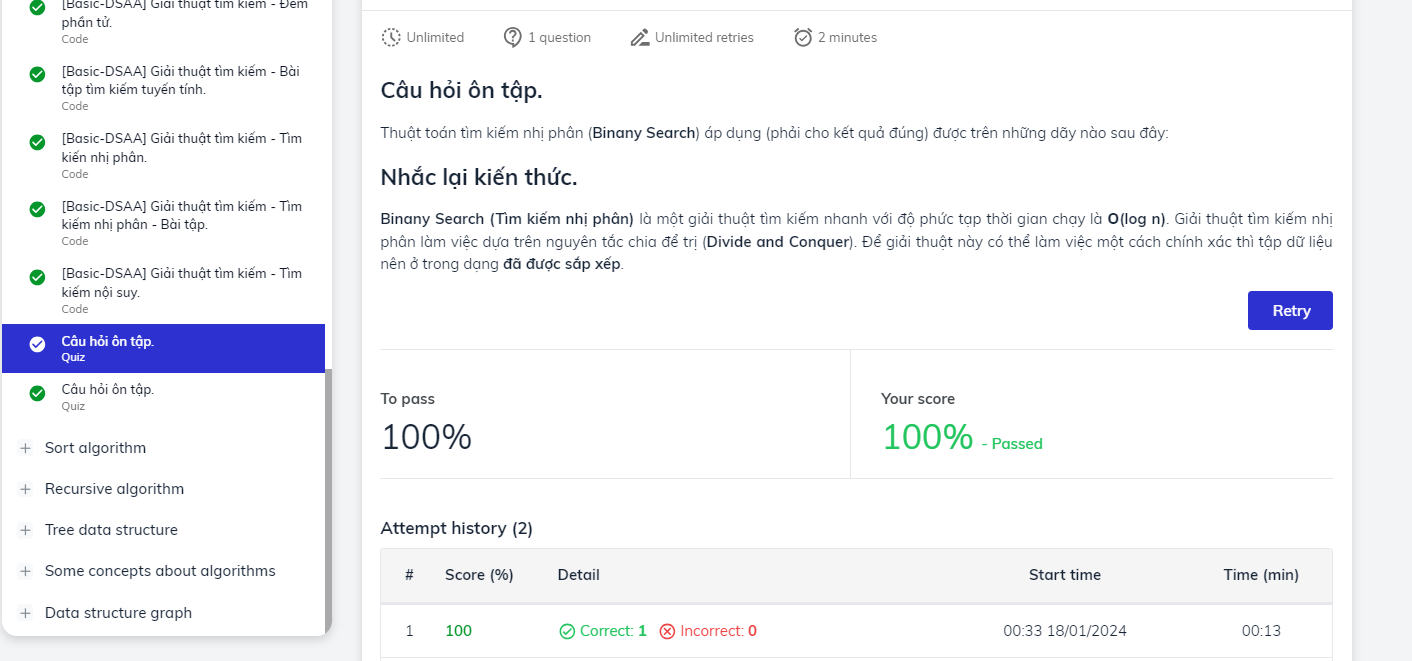 [Basic-DSAA] Giải thuật tìm kiếm - Đếm
phần tử.
Code
[Basic-DSAA] Giải thuật tìm kiếm - Bài
tập tìm kiếm tuyến tính.
Code
[Basic-DSAA] Giải thuật tìm kiếm - Tìm
kiến nhị phân.
Code
[Basic-DSAA] Giải thuật tìm kiếm - Tìm
kiếm nhị phân - Bài tập.
Code
[Basic-DSAA] Giải thuật tìm kiếm - Tìm
kiếm nội suy.
Code
Câu hỏi ôn tập.
Quiz
Câu hỏi ôn tập.
Quiz
Sort algorithm
Recursive algorithm
Tree data structure
Some concepts about algorithms
Data structure graph
Unlimited 1 question Unlimited retries 2 minutes
Câu hỏi ôn tập.
Thuật toán tìm kiếm nhị phân (Binany Search) áp dụng (phải cho kết quả đúng) được trên những dãy nào sau đây:
Nhắc lại kiến thức.
Binany Search (Tìm kiếm nhị phân) là một giải thuật tìm kiếm nhanh với độ phức tạp thời gian chạy là O(log n). Giải thuật tìm kiếm nhị
phân làm việc dựa trên nguyên tắc chia để trị (Divide and Conquer). Để giải thuật này có thể làm việc một cách chính xác thì tập dữ liệu
nên ở trong dạng đã được sắp xếp.
Retry
To pass
100%
Your score
100% - Passed
Attempt history (2)
# Score (%) Detail Start time Time (min)
1 100 Correct: 1 Incorrect: 0 00:33 18/01/2024 00:13